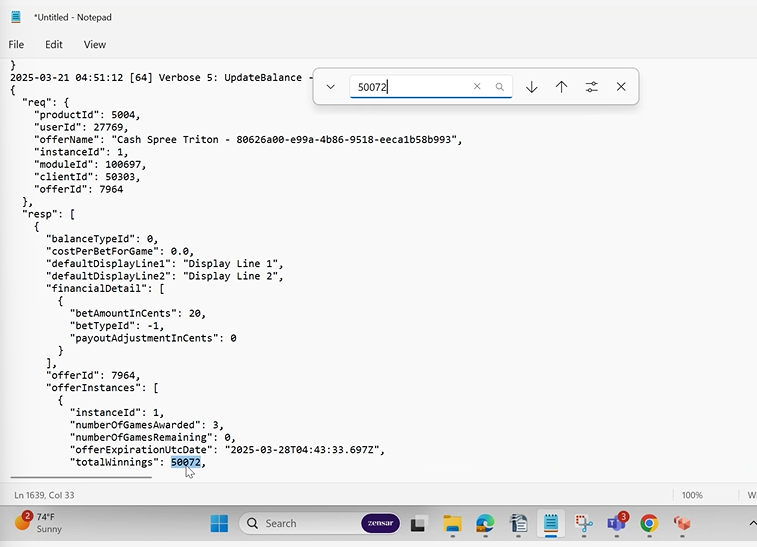 *Untitled - Notepad
File Edit View
50072
}
2025-03-21 04:51:12 [64] Verbose 5: UpdateBalance -
{
"req": {
"productId": 5004,
"userId": 27769,
"offerName": "Cash Spree Triton - 80626a00-e99a-4b86-9518-eeca1b58b993",
"instanceId": 1,
"moduleId": 100697,
"clientId": 50303,
"offerId": 7964
},
"resp": [
{
"balanceTypeId": 0,
"costPerBetForGame": 0.0,
"defaultDisplayLine1": "Display Line 1",
"defaultDisplayLine2": "Display Line 2",
"financialDetail": [
{
"betAmountInCents": 20,
"betTypeId": -1,
"payoutAdjustmentInCents": 0
}
],
"offerId": 7964,
"offerInstances": [
{
"instanceId": 1,
"numberOfGamesAwarded": 3,
"numberOfGamesRemaining": 0,
"offerExpirationUtcDate": "2025-03-28T04:43:33.697Z",
"totalWinnings": 50072,
Ln 1639, Col 33 100%
2 74°F
Sunny
Search zensar
3